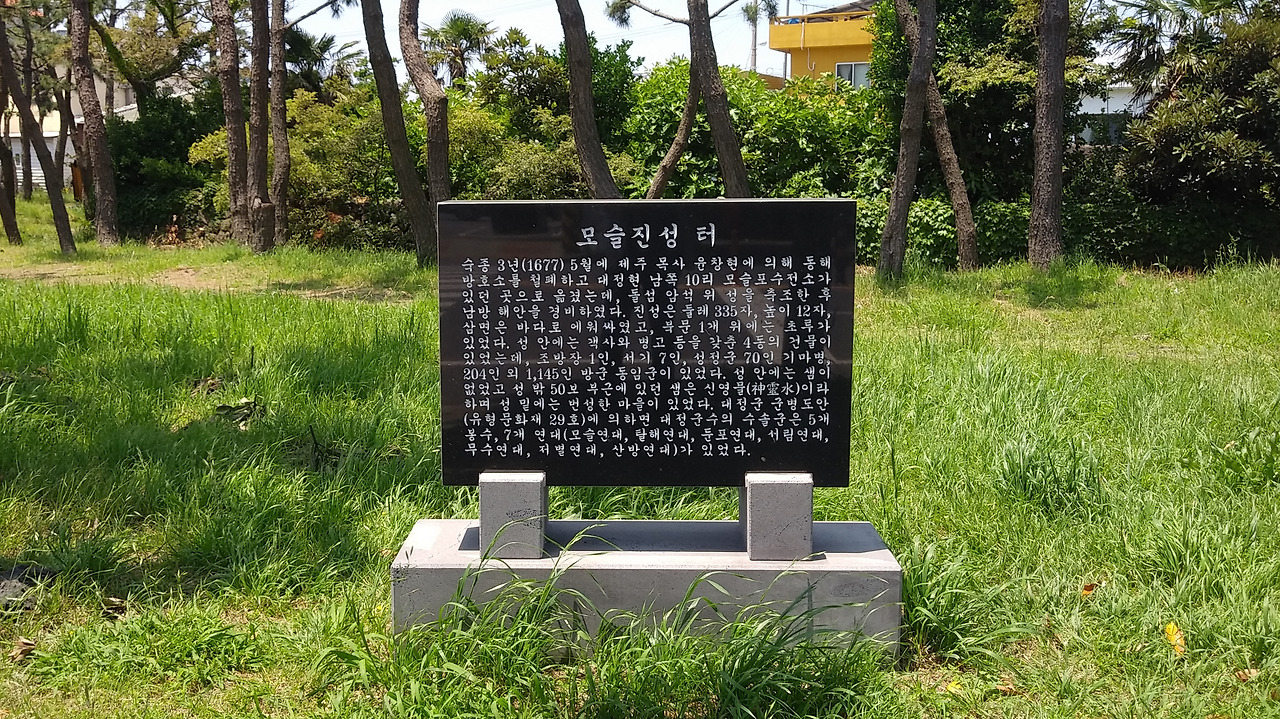 모슬진성 터
숙종 3년(1677) 5월에 제주 목사 윤창현에 의해 동해
방호소를 철폐하고 대정현 남쪽 10리 모슬포수전소가
있던 곳으로 옮겼는데, 돌섬 암석 위 성을 축조한 후
남방 해안을 경비하였다. 진성은 둘레 335자, 높이 12자,
삼면은 바다로 에워싸였고, 북문 1개 위에는 초루가
있었다. 성 안에는 객사와 병고 등을 갖춘 4동의 건물이
있었는데, 조방장 1인, 서기 7인, 성정군 70인 기마병,
204인 외 1,145인 방군 동임군이 있었다. 성 안에는 샘이
없었고 성 밖 50보 부근에 있던 샘은 신영물(神靈水)이라
하며 성 밑에는 번성한 마을이 있었다. 대정군 군병도안
(유형문화재 29호)에 의하면 대정군수의 수솔군은 5개
봉수, 7개 연대(모슬연대, 탈해연대, 둔포연대, 서림연대,
무수연대, 저별연대, 산방연대)가 있었다.